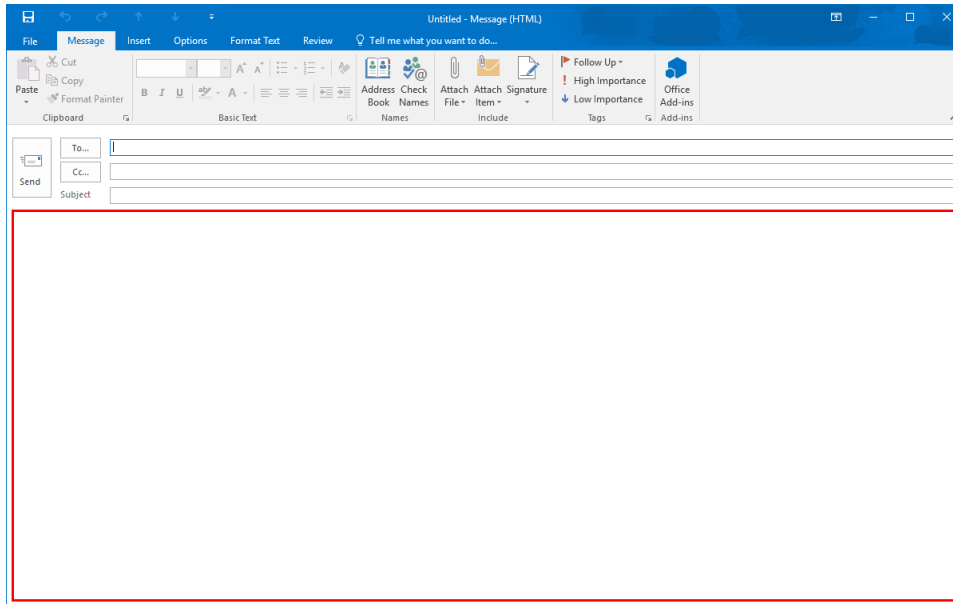 Untitled - Message (HTML)
File Message Insert Options Format Text Review Tell me what you want to do...
Paste
Cut
Copy
Format Painter
Clipboard
B I U
aby A
A A
Basic Text
Address Book
Check Names
Names
Attach File
Attach Item
Signature
Include
Follow Up
High Importance
Low Importance
Tags
Office Add-ins
Add-ins
Send
To...
Cc...
Subject